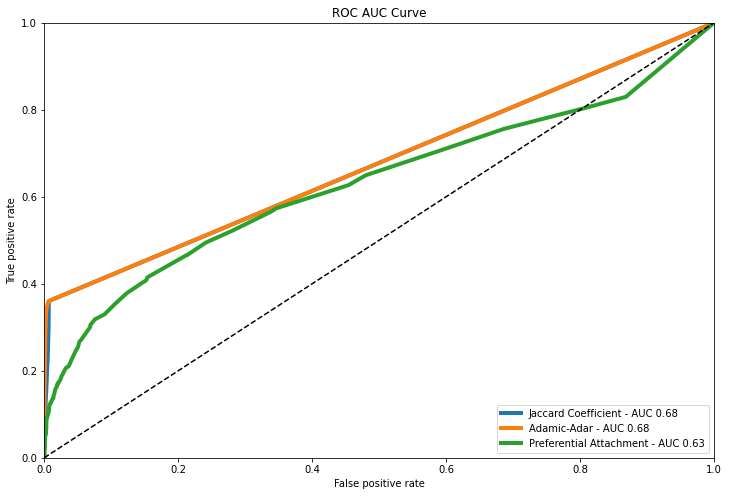 ROC AUC Curve
True positive rate
1.0
0.8
0.6
0.4
0.2
0.0
0.0 0.2 0.4 0.6 0.8 1.0
False positive rate
Jaccard Coefficient - AUC 0.68
Adamic-Adar - AUC 0.68
Preferential Attachment - AUC 0.63